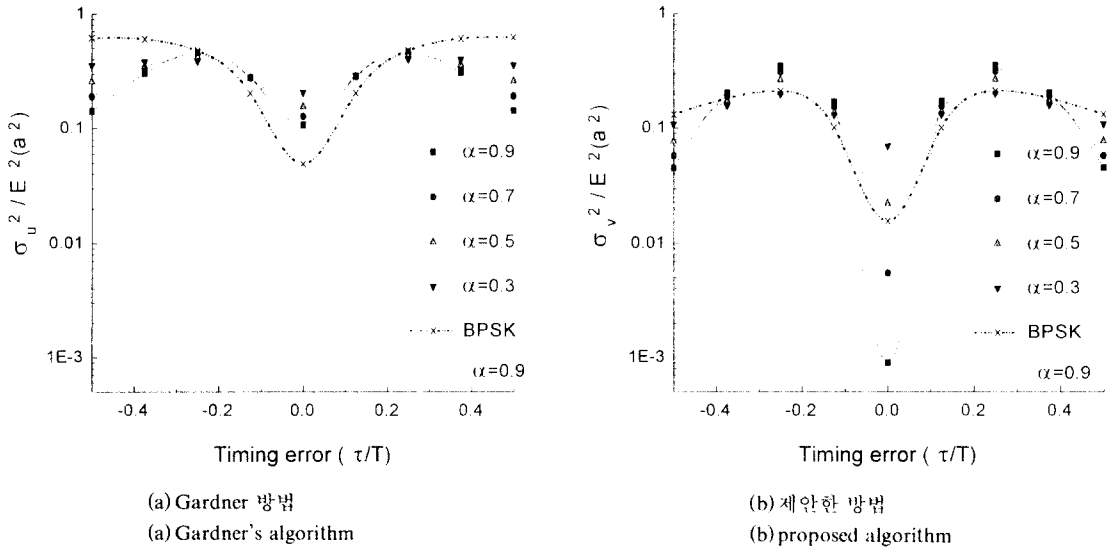 1
0.1
0.01
1E-3
σu² / E²(a²)
α=0.9
α=0.7
α=0.5
α=0.3
BPSK
α=0.9
-0.4 -0.2 0.0 0.2 0.4
Timing error ( τ/T)
(a) Gardner 방법
(a) Gardner's algorithm
1
0.1
0.01
1E-3
σv² / E²(a²)
α=0.9
α=0.7
α=0.5
α=0.3
BPSK
α=0.9
-0.4 -0.2 0.0 0.2 0.4
Timing error ( τ/T)
(b) 제안한 방법
(b) proposed algorithm